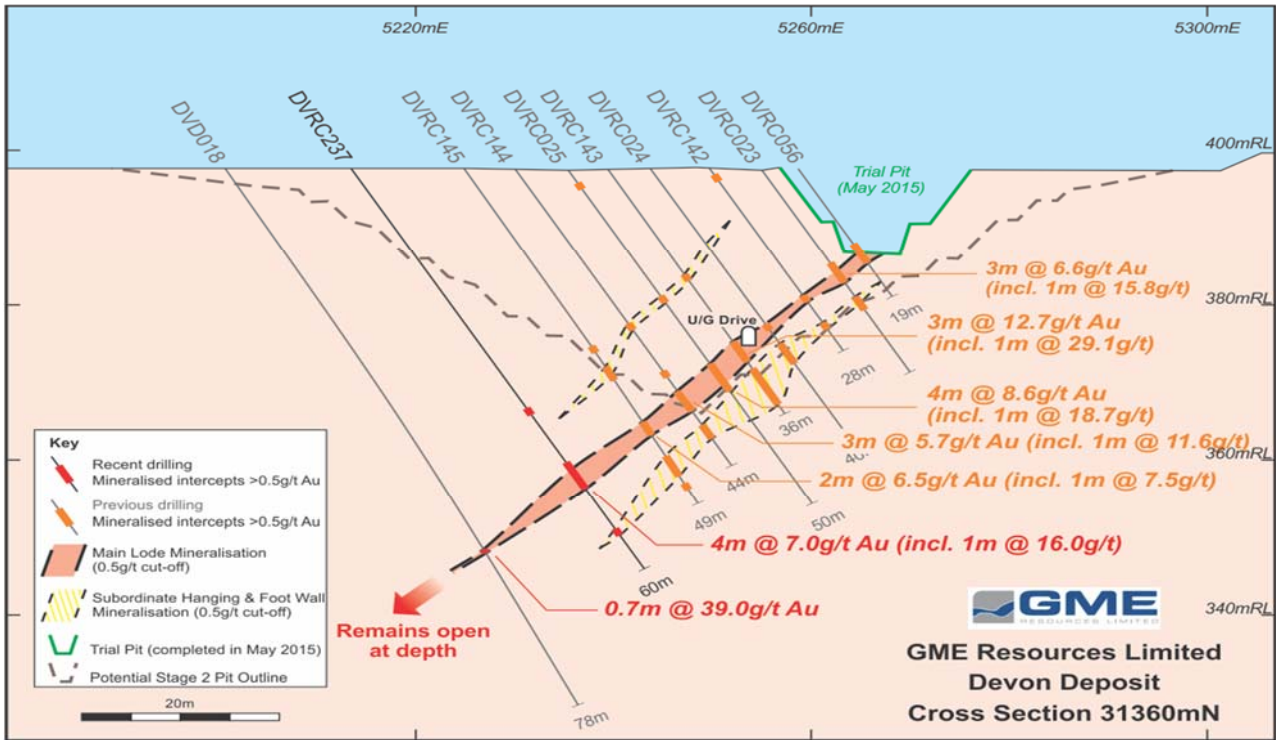 5220mE
5260mE
5300mE
DVD018
DVRC237
DVRC145
DVRC144
DVRC025
DVRC143
DVRC024
DVRC142
DVRC023
DVRC056
400mRL
Trial Pit
(May 2015)
3m @ 6.6g/t Au
(incl. 1m @ 15.8g/t)
380mRL
19m
U/G Drive
3m @ 12.7g/t Au
(incl. 1m @ 29.1g/t)
28m
4m @ 8.6g/t Au
(incl. 1m @ 18.7g/t)
36m
3m @ 5.7g/t Au (incl. 1m @ 11.6g/t)
360mRL
44m
2m @ 6.5g/t Au (incl. 1m @ 7.5g/t)
49m
50m
4m @ 7.0g/t Au (incl. 1m @ 16.0g/t)
60m
0.7m @ 39.0g/t Au
340mRL
Remains open
at depth
78m
Key
Recent drilling
Mineralised intercepts >0.5g/t Au
Previous drilling
Mineralised intercepts >0.5g/t Au
Main Lode Mineralisation
(0.5g/t cut-off)
Subordinate Hanging & Foot Wall
Mineralisation (0.5g/t cut-off)
Trial Pit (completed in May 2015)
Potential Stage 2 Pit Outline
20m
GME
RESOURCES LIMITED
GME Resources Limited
Devon Deposit
Cross Section 31360mN